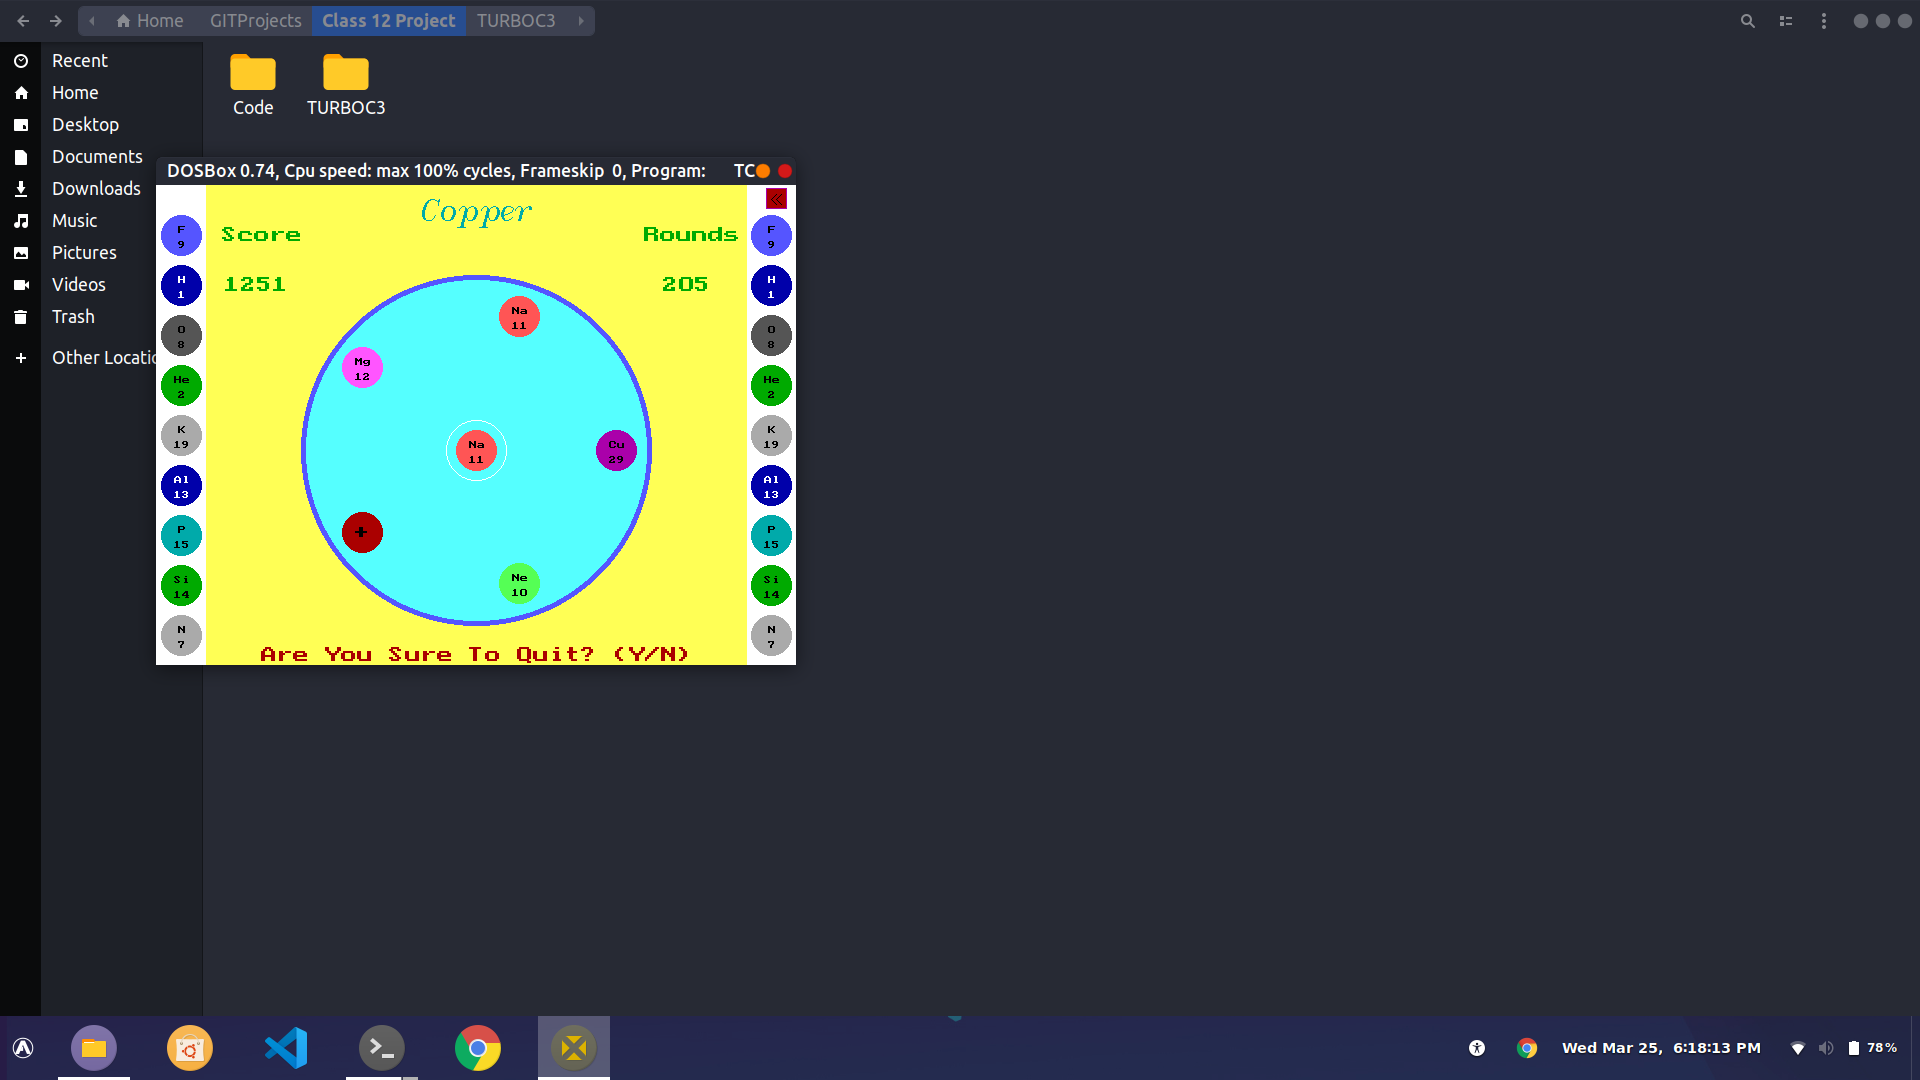 Home GITProjects Class 12 Project TURBOC3
Recent
Home
Desktop
Documents
Downloads
Music
Pictures
Videos
Trash
Other Locatio
Code TURBOC3
DOSBox 0.74, Cpu speed: max 100% cycles, Frameskip 0, Program: TC
Copper
Score
1251
Rounds
205
F
9
H
1
O
8
He
2
K
19
Al
13
P
15
Si
14
N
7
Na
11
Mg
12
Na
11
Cu
29
+
Ne
10
F
9
H
1
O
8
He
2
K
19
Al
13
P
15
Si
14
N
7
Are You Sure To Quit? (Y/N)
Wed Mar 25, 6:18:13 PM 78%